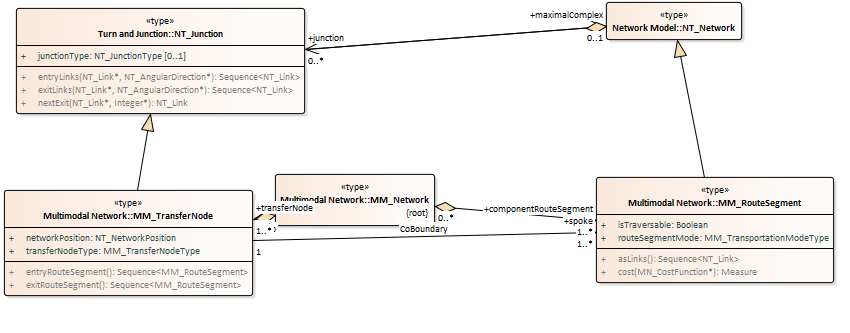 «type»
Turn and Junction::NT_Junction
+ junctionType: NT_JunctionType [0..1]
+ entryLinks(NT_Link*, NT_AngularDirection*): Sequence<NT_Link>
+ exitLinks(NT_Link*, NT_AngularDirection*): Sequence<NT_Link>
+ nextExit(NT_Link*, Integer*): NT_Link
+junction
0..*
+maximalComplex
0..1
«type»
Network Model::NT_Network
«type»
Multimodal Network::MM_TransferNode
+ networkPosition: NT_NetworkPosition
+ transferNodeType: MM_TransferNodeType
+ entryRouteSegment(): Sequence<MM_RouteSegment>
+ exitRouteSegment(): Sequence<MM_RouteSegment>
«type»
Multimodal Network::MM_Network
{root}
+transferNode
1..*
1
0..*
CoBoundary
+componentRouteSegment
+spoke
1..*
1..*
«type»
Multimodal Network::MM_RouteSegment
+ isTraversable: Boolean
+ routeSegmentMode: MM_TransportationModeType
+ asLinks(): Sequence<NT_Link>
+ cost(MN_CostFunction*): Measure